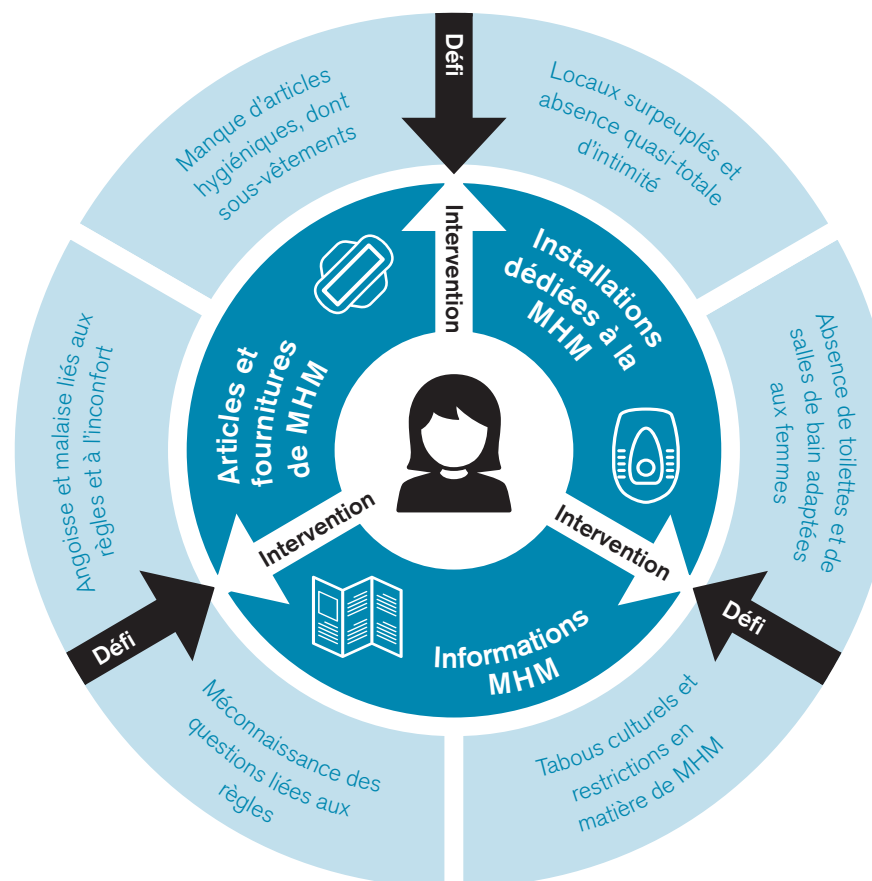 Défi
Manque d'articles
hygiéniques, dont
sous-vêtements
Locaux surpeuplés et
absence quasi-totale
d'intimité
Intervention
Installations
dédiées à la
MHM
Articles et
fournitures
de MHM
Angoisse et malaise liés aux
règles et à l'inconfort
Absence de toilettes et de
salles de bain adaptées
aux femmes
Intervention
Intervention
Défi
Défi
Informations
MHM
Méconnaissance des
questions liées aux
règles
Tabous culturels et
restrictions en
matière de MHM